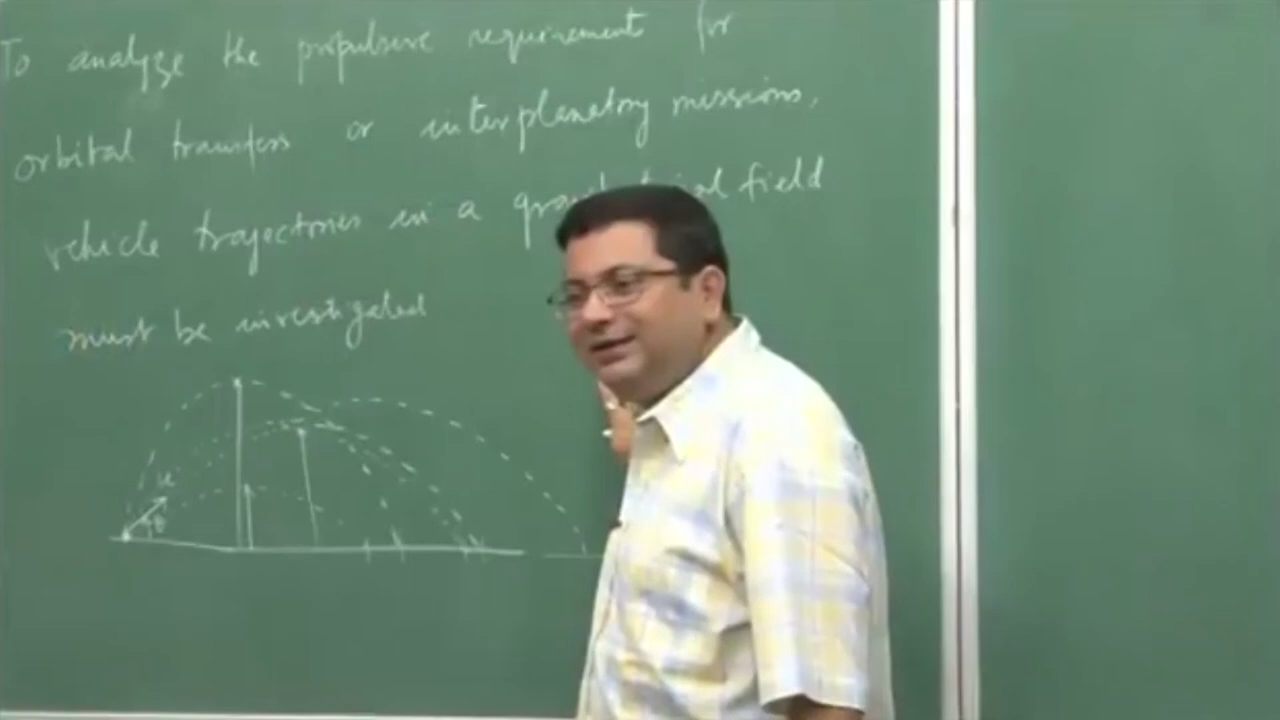 To analyze the propulsive requirement for
orbital transfers or interplanetary missions,
vehicle trajectories in a field
must be investigated
u
θ